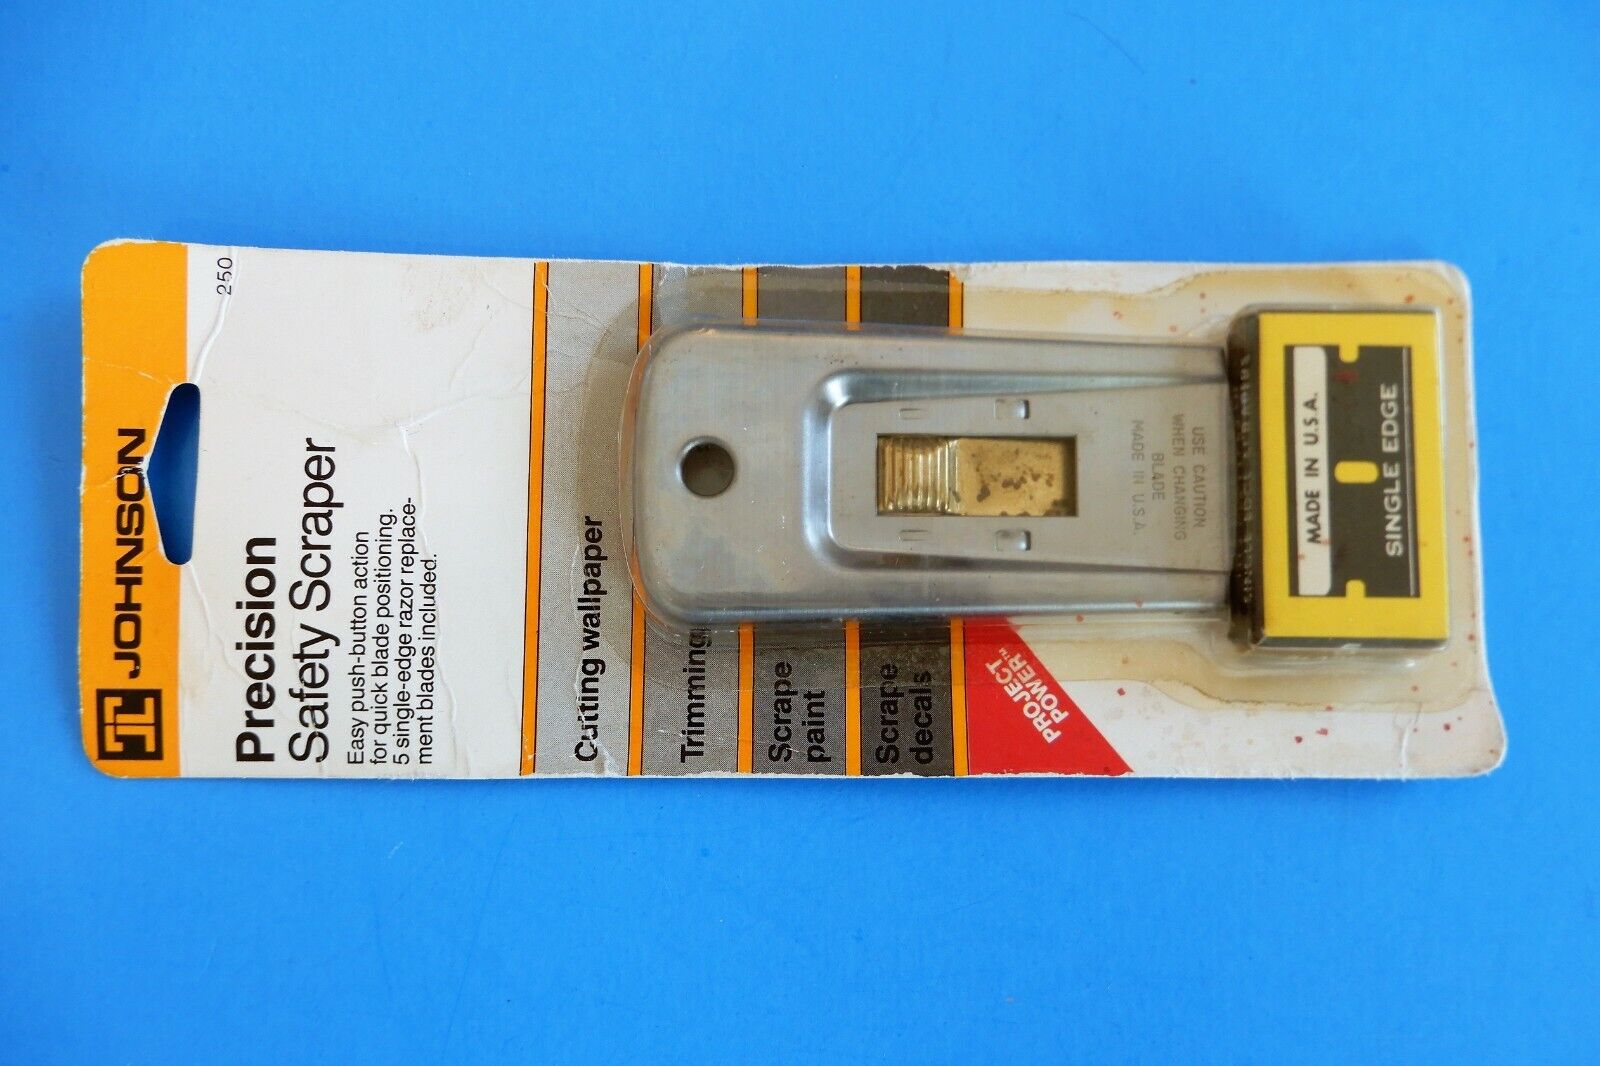 JOHNSON
250
Precision
Safety Scraper
Easy push-button action
for quick blade positioning.
5 single-edge razor replace-
ment blades included.
Cutting wallpaper
Trimming
Scrape
paint
Scrape
decals
PROJECT
POWER™
USE CAUTION
WHEN CHANGING
BLADE
MADE IN U.S.A.
MADE IN U.S.A.
SINGLE EDGE